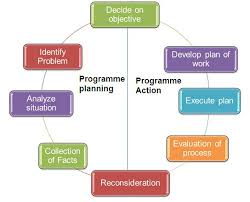 Decide on
objective
Identify
Problem
Develop plan of
work
Programme
planning
Programme
Action
Analyze
situation
Execute plan
Collection
of Facts
Evaluation of
process
Reconsideration